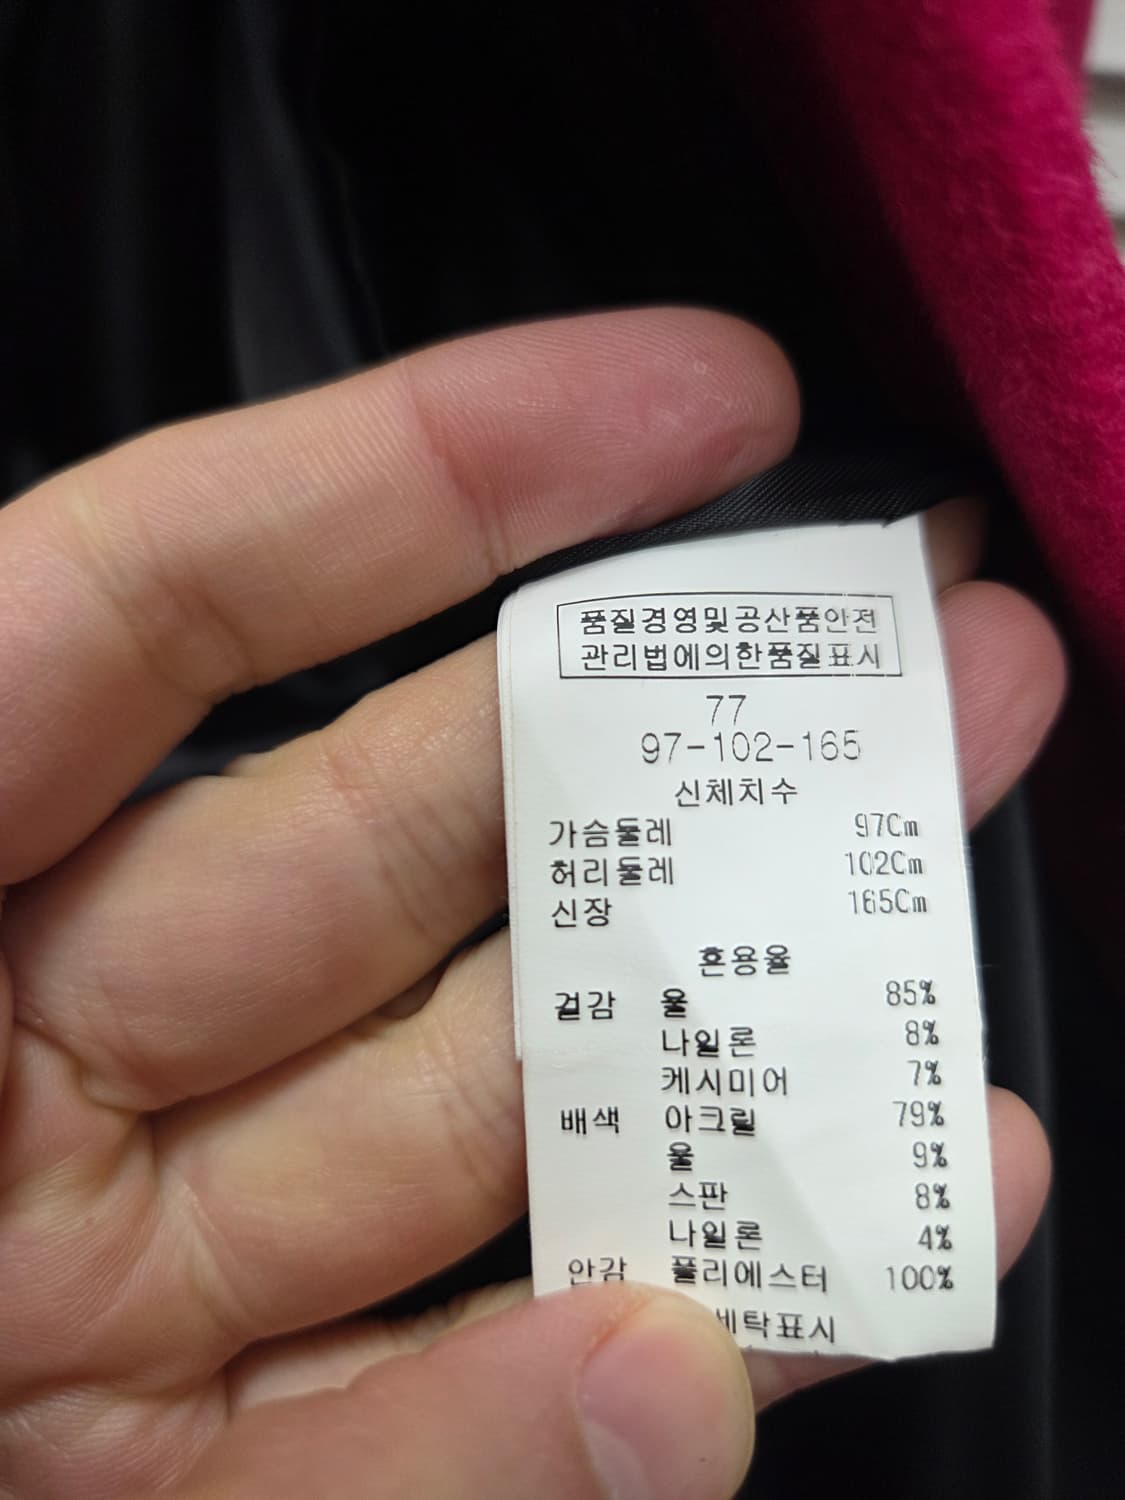 품질경영및공산품안전
관리법에의한품질표시
77
97-102-165
신체치수
가슴둘레 97Cm
허리둘레 102Cm
신장 165Cm
혼용율
겉감 울 85%
나일론 8%
케시미어 7%
배색 아크릴 79%
울 9%
스판 8%
나일론 4%
안감 폴리에스터 100%
세탁표시